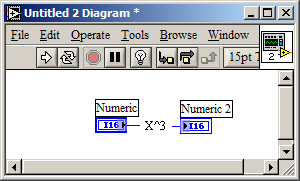 Untitled 2 Diagram *
File Edit Operate Tools Browse Window
15pt
2
Numeric
Numeric 2
I16 X^3 I16